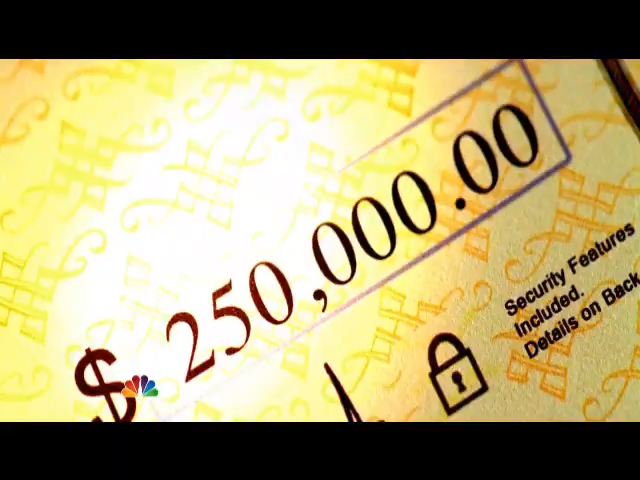 $ 250,000.00
Security Features
Included.
Details on Back